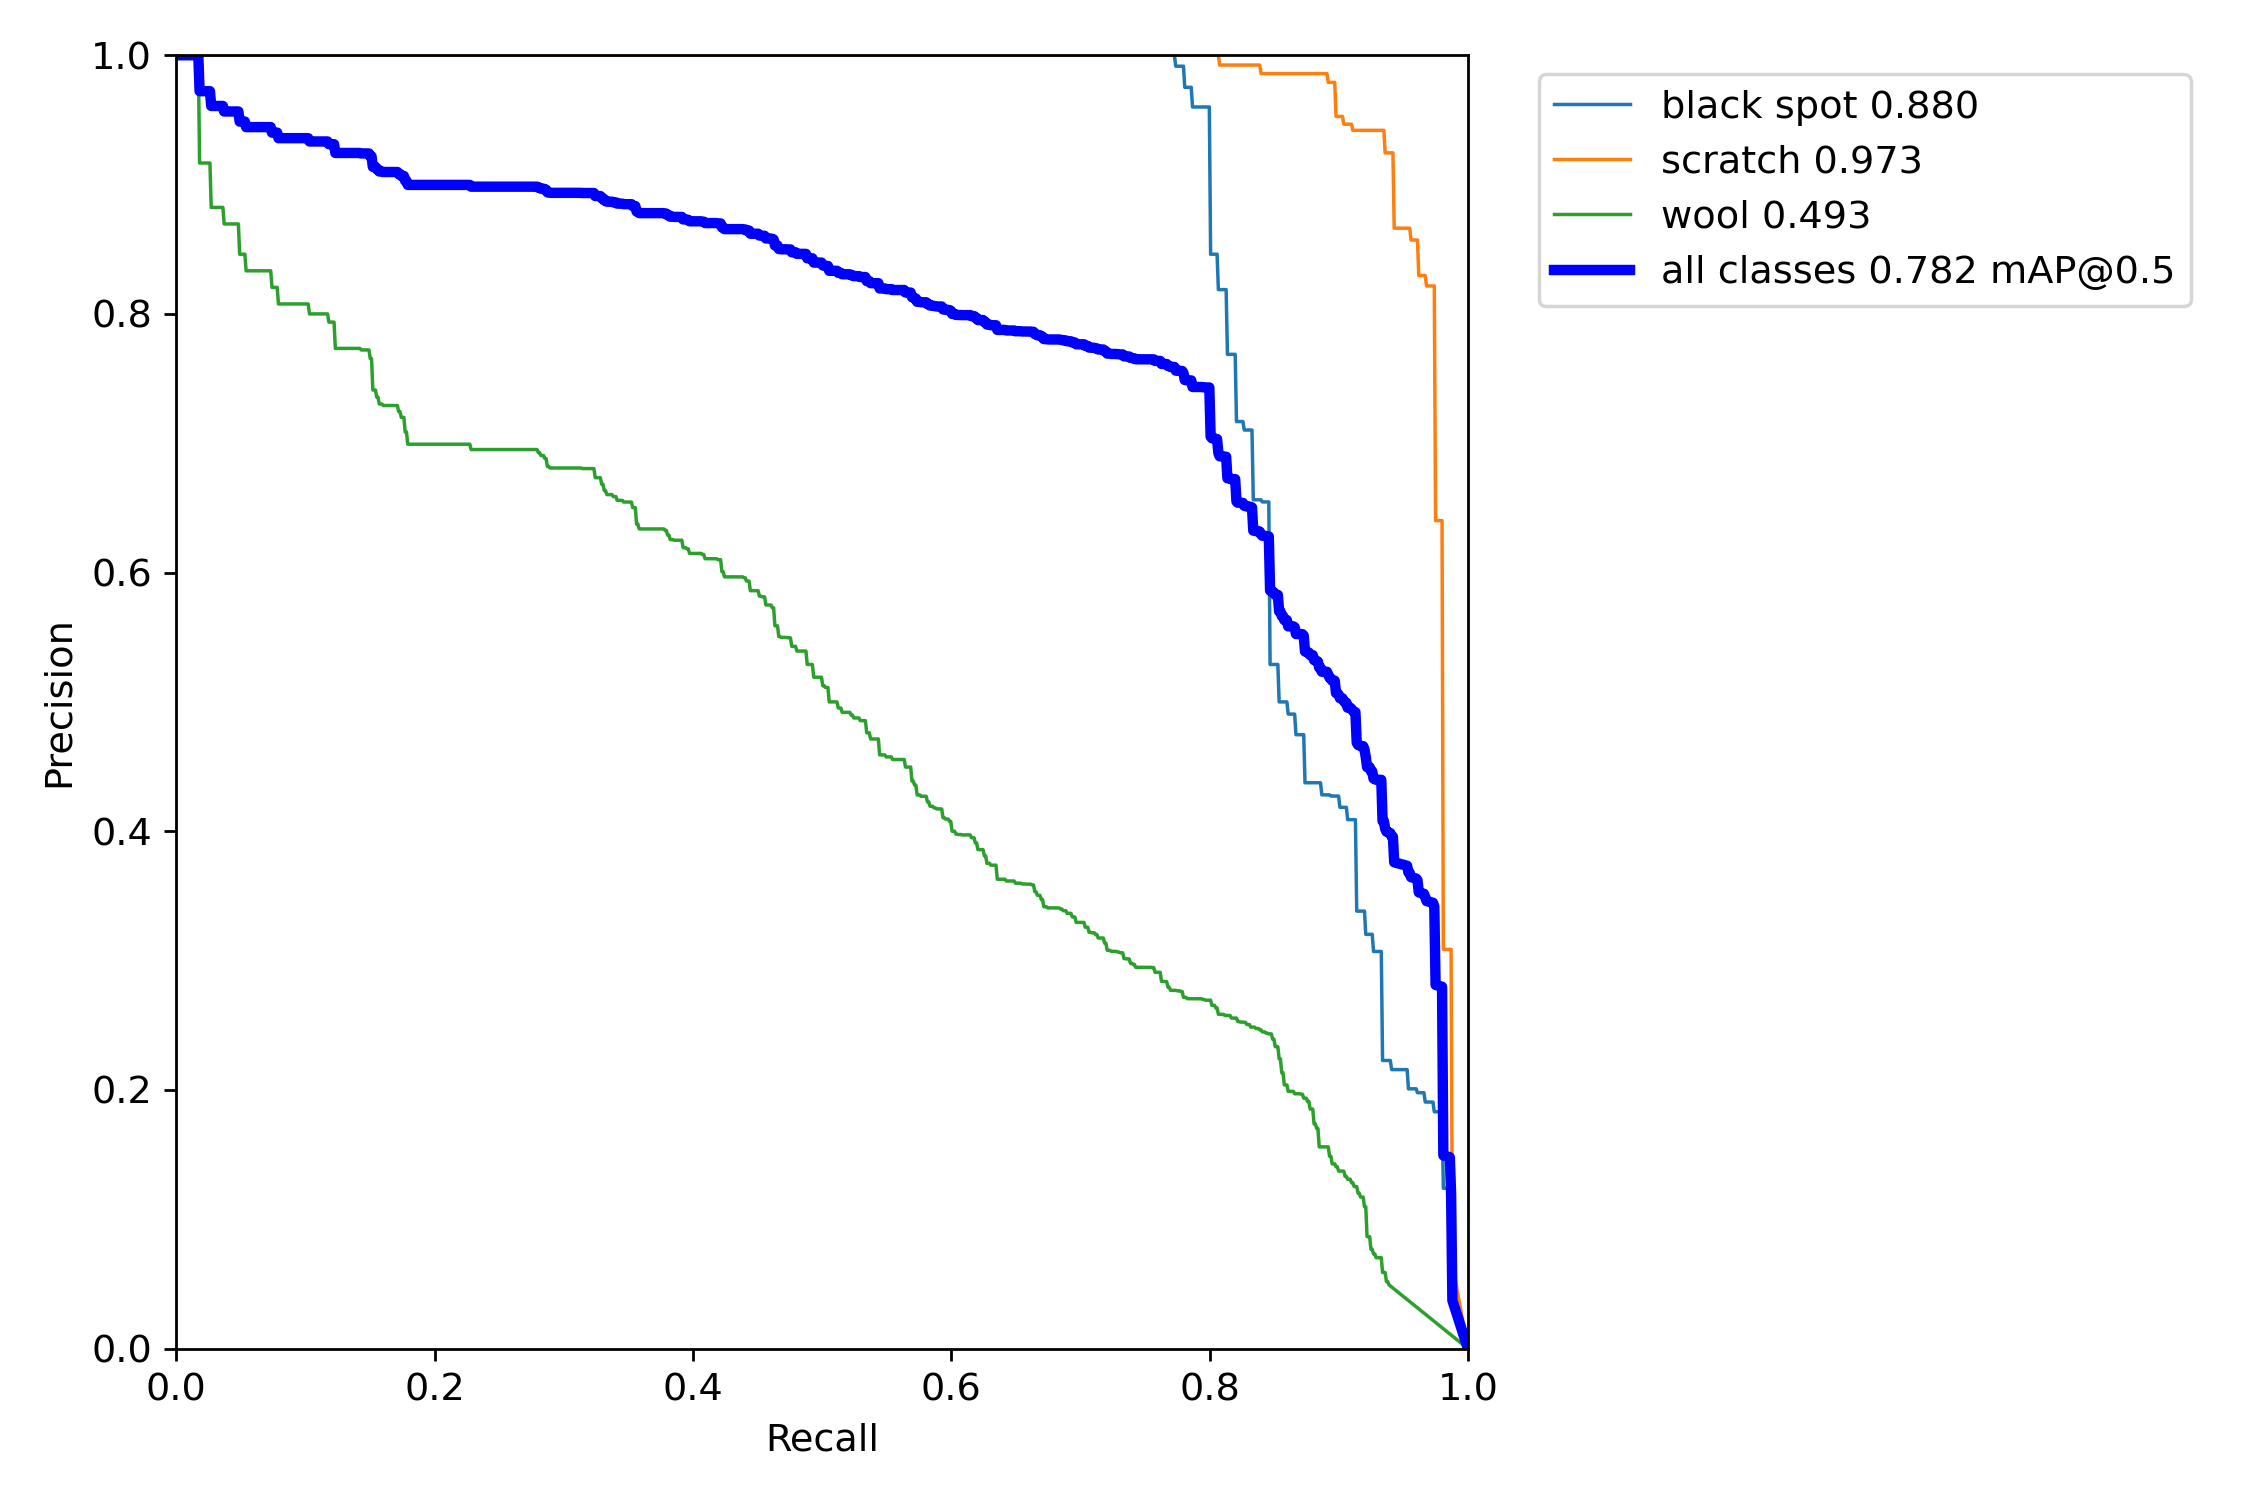 1.0
0.8
0.6
0.4
0.2
0.0
0.0 0.2 0.4 0.6 0.8 1.0
Precision
Recall
black spot 0.880
scratch 0.973
wool 0.493
all classes 0.782 mAP@0.5